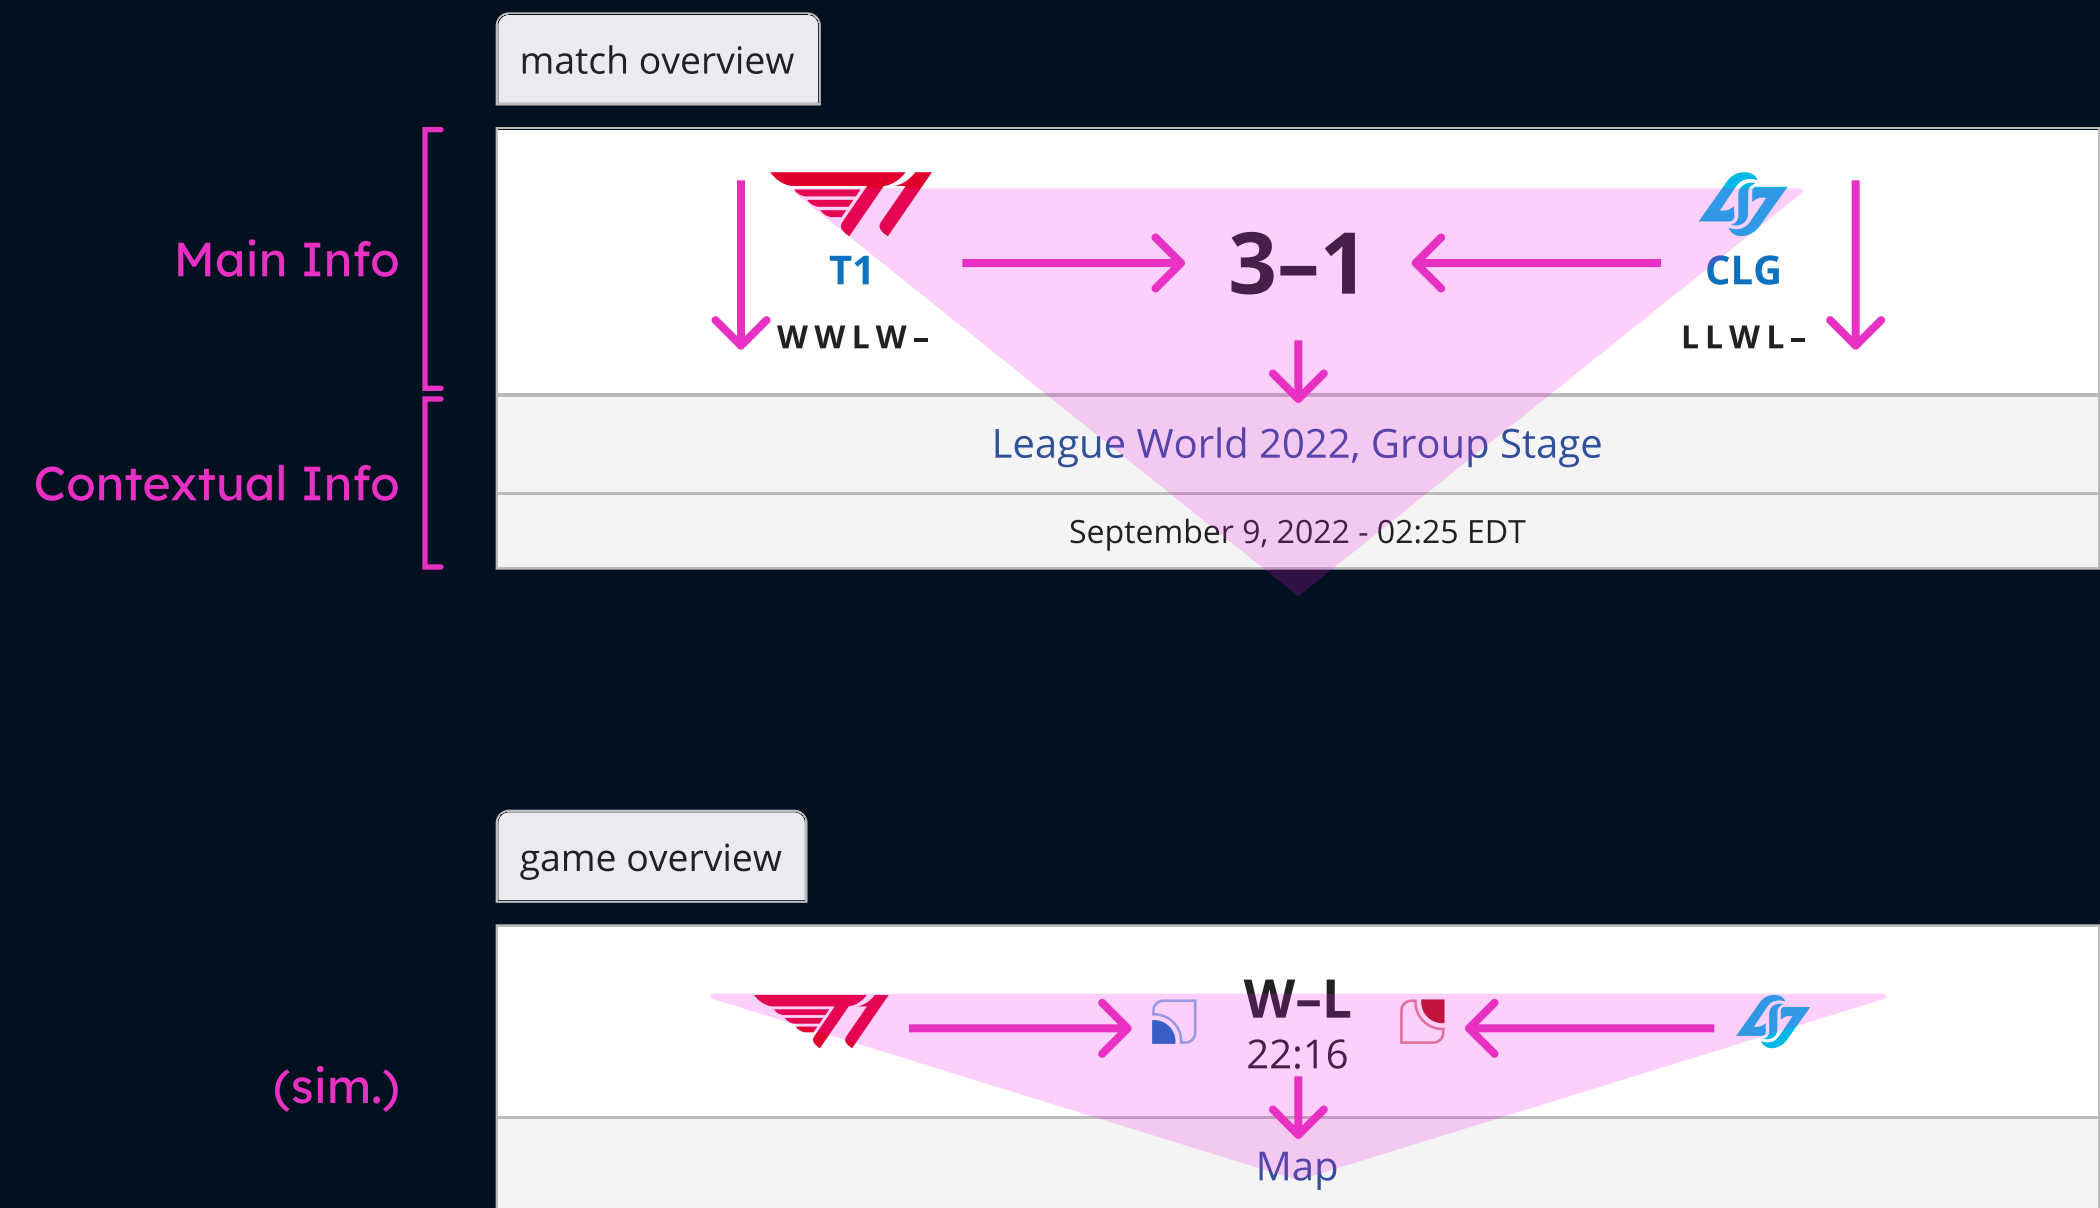 match overview
Main Info
T1
3–1
CLG
WWLW–
LLWL–
Contextual Info
League World 2022, Group Stage
September 9, 2022 - 02:25 EDT
game overview
W–L
22:16
(sim.)
Map